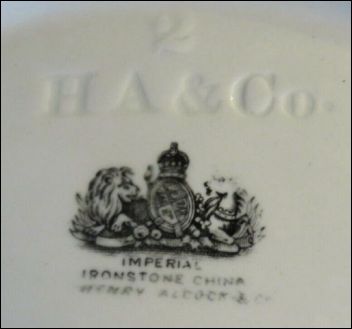 2
H A & Co.
IMPERIAL
IRONSTONE CHINA
HENRY ALCOCK & Co